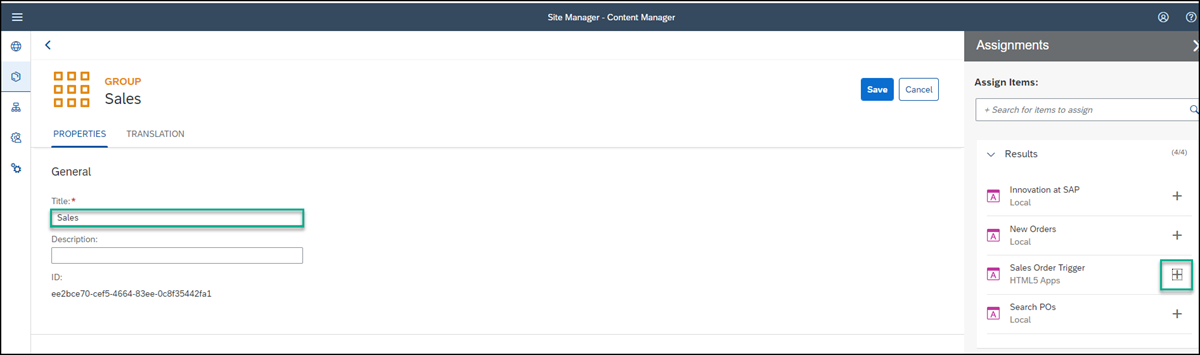 Site Manager - Content Manager
GROUP
Sales
Save
Cancel
PROPERTIES
TRANSLATION
General
Title:*
Sales
Description:
ID:
ee2bce70-cef5-4664-83ee-0c8f35442fa1
Assignments
Assign Items:
+ Search for items to assign
Results
(4/4)
A
Innovation at SAP
Local
+
A
New Orders
Local
+
A
Sales Order Trigger
HTML5 Apps
+
A
Search POs
Local
+